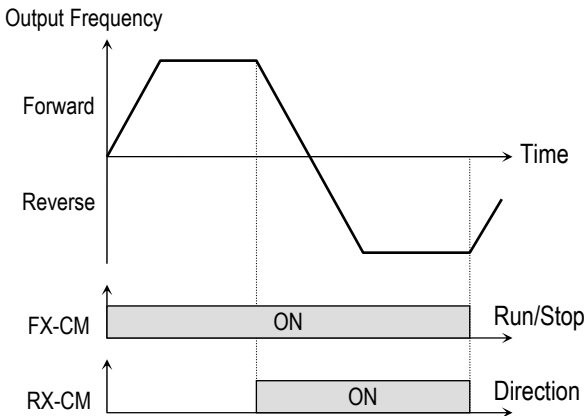 Output Frequency
Forward
Time
Reverse
FX-CM
ON
Run/Stop
RX-CM
ON
Direction